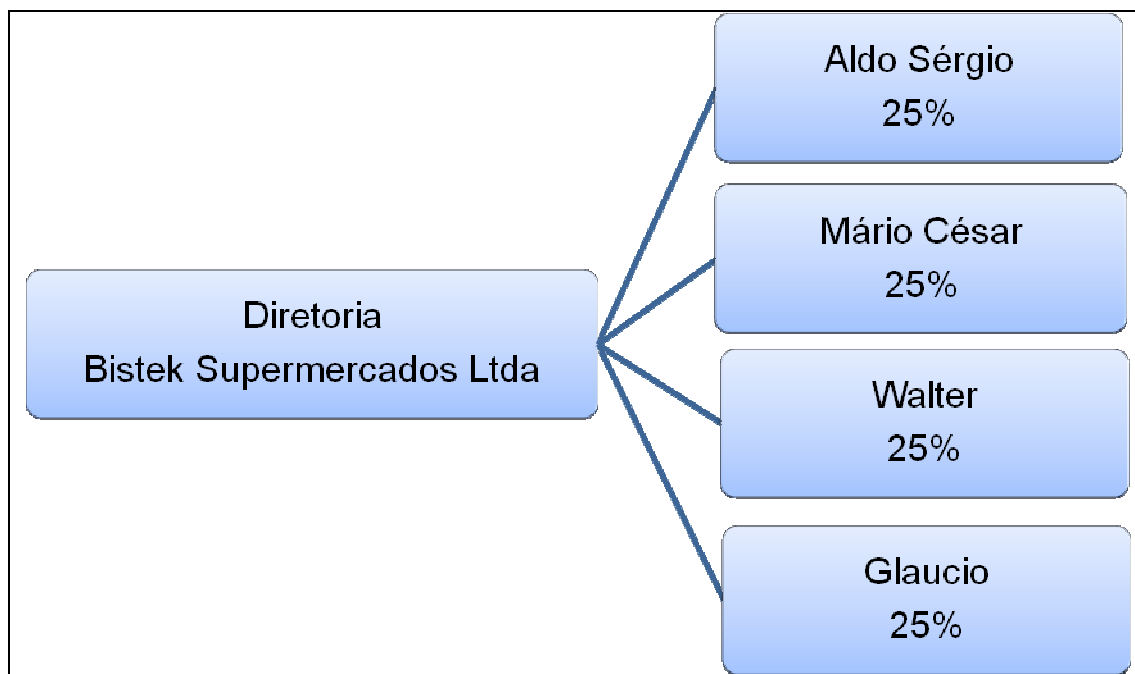 Aldo Sérgio
25%
Mário César
25%
Diretoria
Bistek Supermercados Ltda
Walter
25%
Glaucio
25%